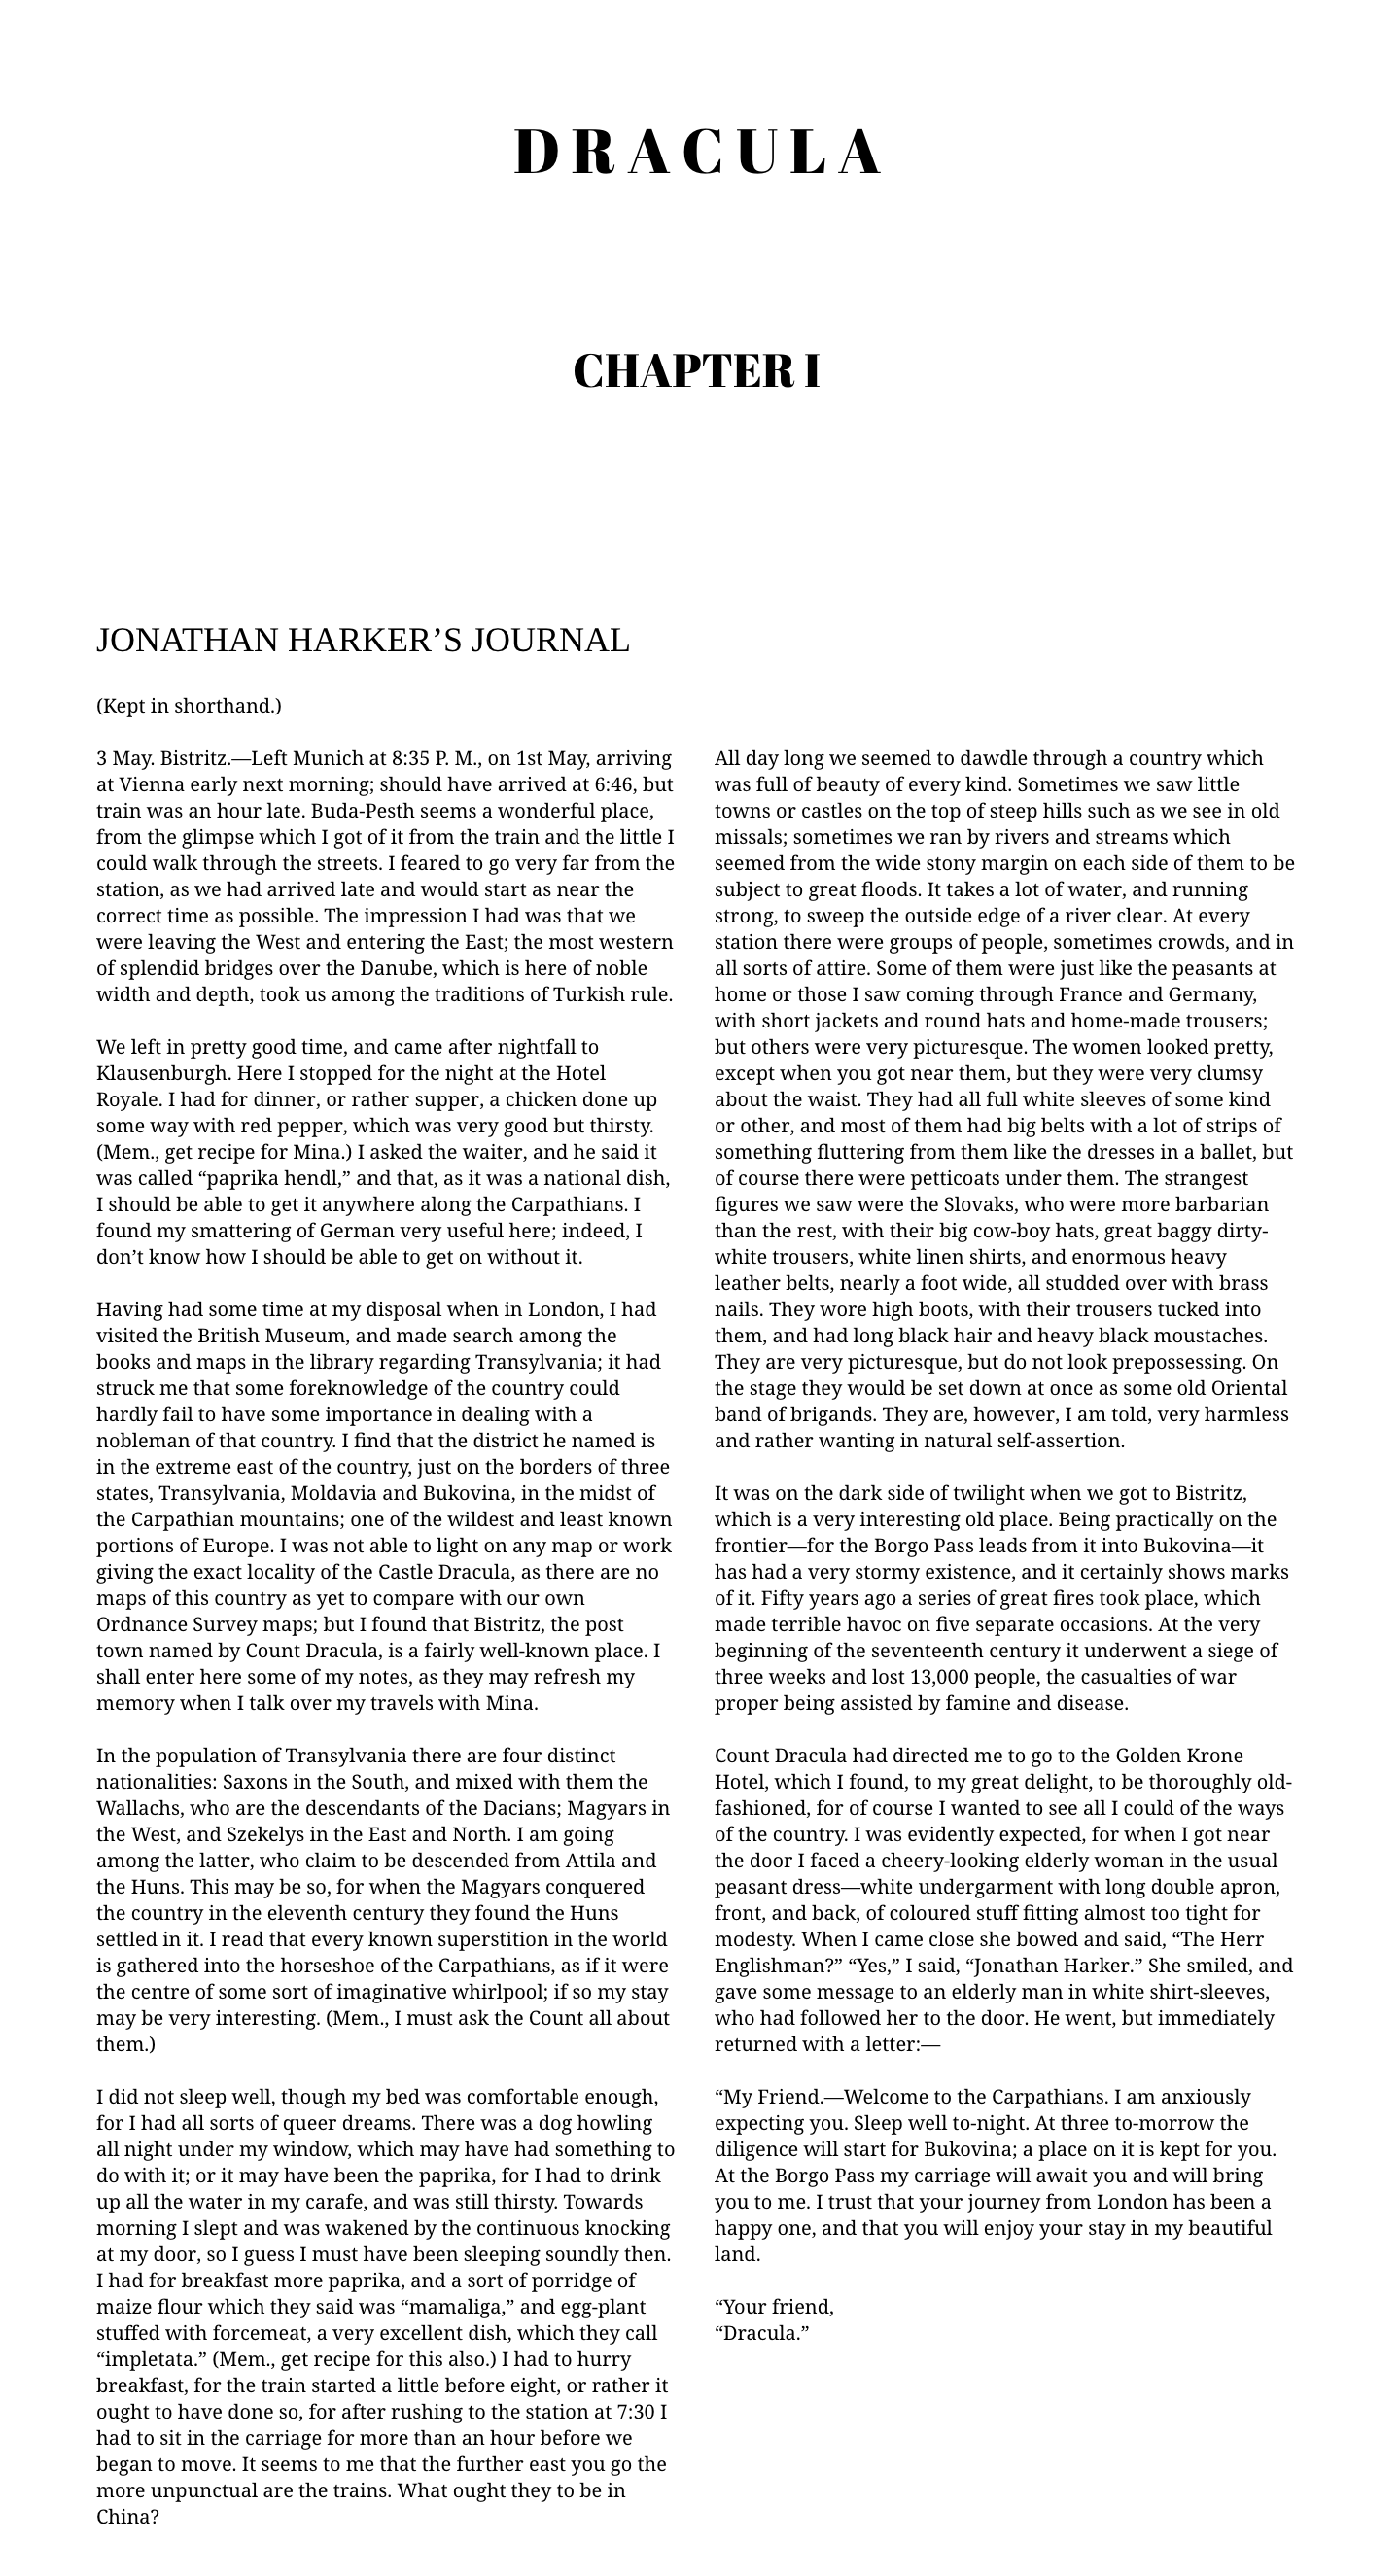 DRACULA
CHAPTER I
JONATHAN HARKER’S JOURNAL
(Kept in shorthand.)
3 May. Bistritz.—Left Munich at 8:35 P. M., on 1st May, arriving
at Vienna early next morning; should have arrived at 6:46, but
train was an hour late. Buda-Pesth seems a wonderful place,
from the glimpse which I got of it from the train and the little I
could walk through the streets. I feared to go very far from the
station, as we had arrived late and would start as near the
correct time as possible. The impression I had was that we
were leaving the West and entering the East; the most western
of splendid bridges over the Danube, which is here of noble
width and depth, took us among the traditions of Turkish rule.
We left in pretty good time, and came after nightfall to
Klausenburgh. Here I stopped for the night at the Hotel
Royale. I had for dinner, or rather supper, a chicken done up
some way with red pepper, which was very good but thirsty.
(Mem., get recipe for Mina.) I asked the waiter, and he said it
was called “paprika hendl,” and that, as it was a national dish,
I should be able to get it anywhere along the Carpathians. I
found my smattering of German very useful here; indeed, I
don’t know how I should be able to get on without it.
Having had some time at my disposal when in London, I had
visited the British Museum, and made search among the
books and maps in the library regarding Transylvania; it had
struck me that some foreknowledge of the country could
hardly fail to have some importance in dealing with a
nobleman of that country. I find that the district he named is
in the extreme east of the country, just on the borders of three
states, Transylvania, Moldavia and Bukovina, in the midst of
the Carpathian mountains; one of the wildest and least known
portions of Europe. I was not able to light on any map or work
giving the exact locality of the Castle Dracula, as there are no
maps of this country as yet to compare with our own
Ordnance Survey maps; but I found that Bistritz, the post
town named by Count Dracula, is a fairly well-known place. I
shall enter here some of my notes, as they may refresh my
memory when I talk over my travels with Mina.
In the population of Transylvania there are four distinct
nationalities: Saxons in the South, and mixed with them the
Wallachs, who are the descendants of the Dacians; Magyars in
the West, and Szekelys in the East and North. I am going
among the latter, who claim to be descended from Attila and
the Huns. This may be so, for when the Magyars conquered
the country in the eleventh century they found the Huns
settled in it. I read that every known superstition in the world
is gathered into the horseshoe of the Carpathians, as if it were
the centre of some sort of imaginative whirlpool; if so my stay
may be very interesting. (Mem., I must ask the Count all about
them.)
I did not sleep well, though my bed was comfortable enough,
for I had all sorts of queer dreams. There was a dog howling
all night under my window, which may have had something to
do with it; or it may have been the paprika, for I had to drink
up all the water in my carafe, and was still thirsty. Towards
morning I slept and was wakened by the continuous knocking
at my door, so I guess I must have been sleeping soundly then.
I had for breakfast more paprika, and a sort of porridge of
maize flour which they said was “mamaliga,” and egg-plant
stuffed with forcemeat, a very excellent dish, which they call
“impletata.” (Mem., get recipe for this also.) I had to hurry
breakfast, for the train started a little before eight, or rather it
ought to have done so, for after rushing to the station at 7:30 I
had to sit in the carriage for more than an hour before we
began to move. It seems to me that the further east you go the
more unpunctual are the trains. What ought they to be in
China?
All day long we seemed to dawdle through a country which
was full of beauty of every kind. Sometimes we saw little
towns or castles on the top of steep hills such as we see in old
missals; sometimes we ran by rivers and streams which
seemed from the wide stony margin on each side of them to be
subject to great floods. It takes a lot of water, and running
strong, to sweep the outside edge of a river clear. At every
station there were groups of people, sometimes crowds, and in
all sorts of attire. Some of them were just like the peasants at
home or those I saw coming through France and Germany,
with short jackets and round hats and home-made trousers;
but others were very picturesque. The women looked pretty,
except when you got near them, but they were very clumsy
about the waist. They had all full white sleeves of some kind
or other, and most of them had big belts with a lot of strips of
something fluttering from them like the dresses in a ballet, but
of course there were petticoats under them. The strangest
figures we saw were the Slovaks, who were more barbarian
than the rest, with their big cow-boy hats, great baggy dirty-
white trousers, white linen shirts, and enormous heavy
leather belts, nearly a foot wide, all studded over with brass
nails. They wore high boots, with their trousers tucked into
them, and had long black hair and heavy black moustaches.
They are very picturesque, but do not look prepossessing. On
the stage they would be set down at once as some old Oriental
band of brigands. They are, however, I am told, very harmless
and rather wanting in natural self-assertion.
It was on the dark side of twilight when we got to Bistritz,
which is a very interesting old place. Being practically on the
frontier—for the Borgo Pass leads from it into Bukovina—it
has had a very stormy existence, and it certainly shows marks
of it. Fifty years ago a series of great fires took place, which
made terrible havoc on five separate occasions. At the very
beginning of the seventeenth century it underwent a siege of
three weeks and lost 13,000 people, the casualties of war
proper being assisted by famine and disease.
Count Dracula had directed me to go to the Golden Krone
Hotel, which I found, to my great delight, to be thoroughly old-
fashioned, for of course I wanted to see all I could of the ways
of the country. I was evidently expected, for when I got near
the door I faced a cheery-looking elderly woman in the usual
peasant dress—white undergarment with long double apron,
front, and back, of coloured stuff fitting almost too tight for
modesty. When I came close she bowed and said, “The Herr
Englishman?” “Yes,” I said, “Jonathan Harker.” She smiled, and
gave some message to an elderly man in white shirt-sleeves,
who had followed her to the door. He went, but immediately
returned with a letter:—
“My Friend.—Welcome to the Carpathians. I am anxiously
expecting you. Sleep well to-night. At three to-morrow the
diligence will start for Bukovina; a place on it is kept for you.
At the Borgo Pass my carriage will await you and will bring
you to me. I trust that your journey from London has been a
happy one, and that you will enjoy your stay in my beautiful
land.
“Your friend,
“Dracula.”